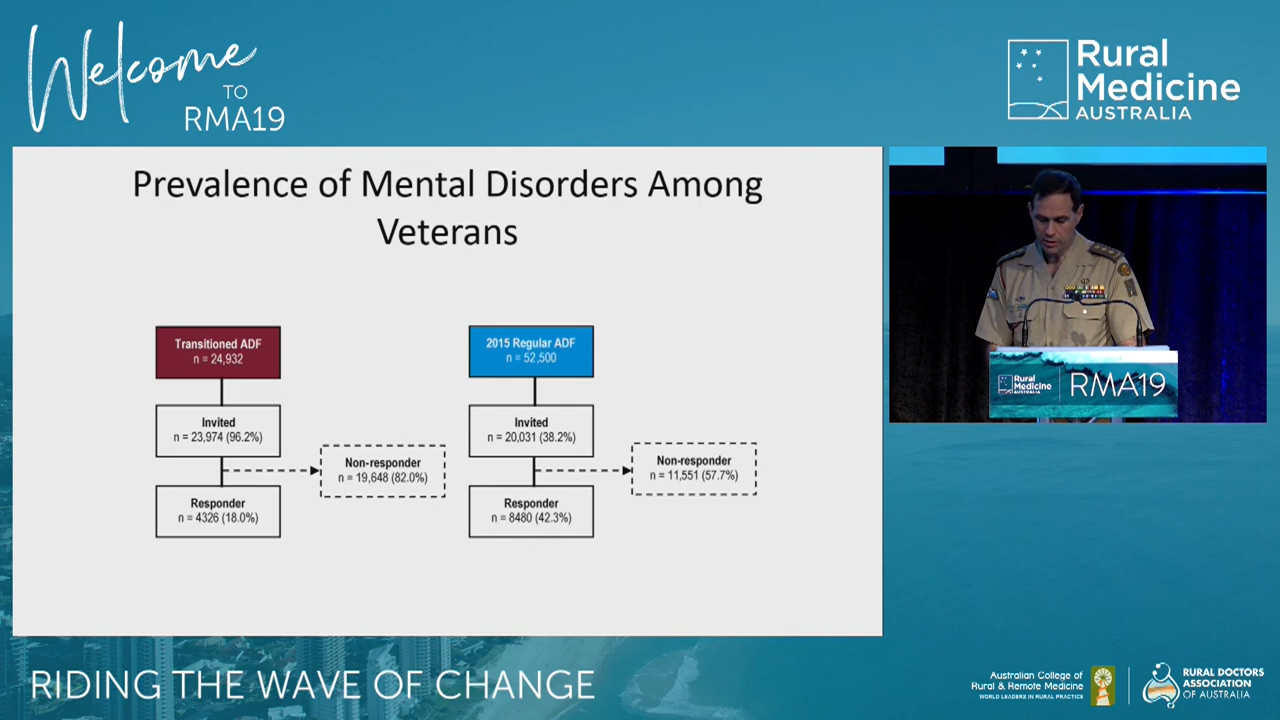 Welcome
TO
RMA19
Rural
Medicine
AUSTRALIA
Prevalence of Mental Disorders Among
Veterans
Transitioned ADF
n = 24,932
Invited
n = 23,974 (96.2%)
Non-responder
n = 19,648 (82.0%)
Responder
n = 4326 (18.0%)
2015 Regular ADF
n = 52,500
Invited
n = 20,031 (38.2%)
Non-responder
n = 11,551 (57.7%)
Responder
n = 8480 (42.3%)
Rural
Medicine
AUSTRALIA
RMA19
RIDING THE WAVE OF CHANGE
Australian College of
Rural & Remote Medicine
WORLD LEADERS IN RURAL PRACTICE
RURAL DOCTORS
ASSOCIATION
OF AUSTRALIA